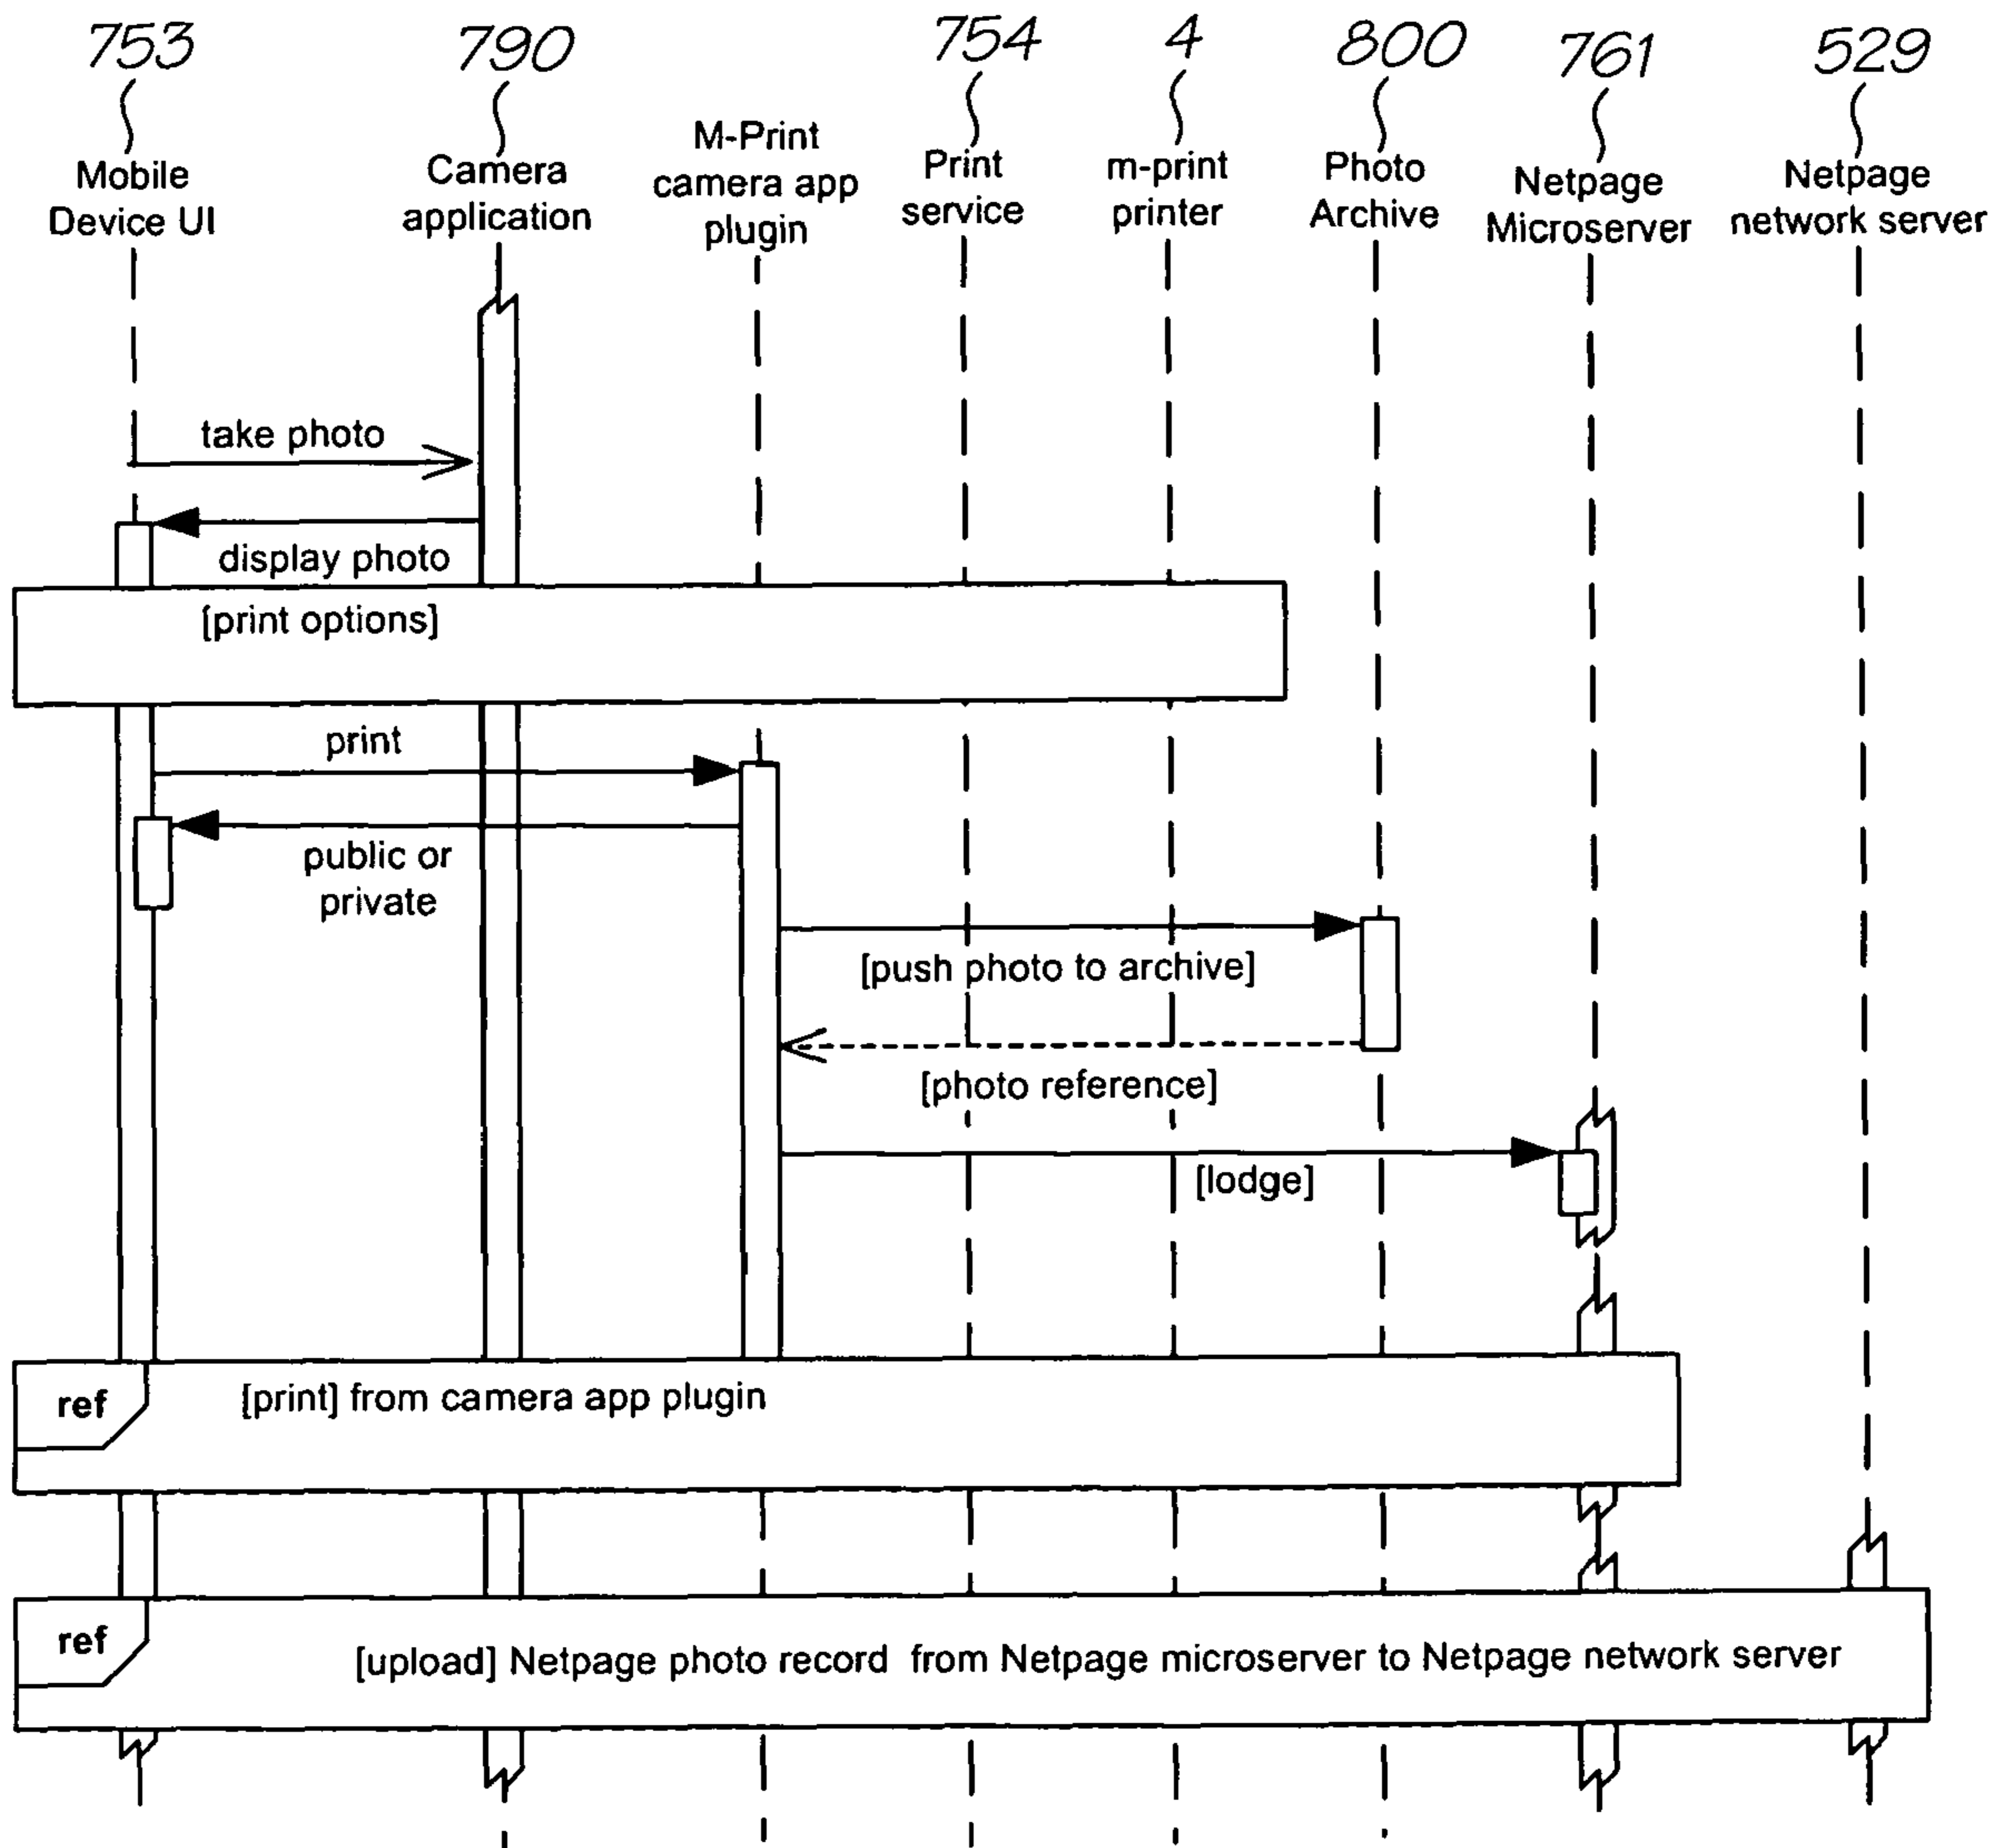 753
790
754
4
800
761
529
Mobile
Device UI
Camera
application
M-Print
camera app
plugin
Print
service
m-print
printer
Photo
Archive
Netpage
Microserver
Netpage
network server
take photo
display photo
[print options]
print
public or
private
[push photo to archive]
[photo reference]
[lodge]
ref
[print] from camera app plugin
ref
[upload] Netpage photo record from Netpage microserver to Netpage network server